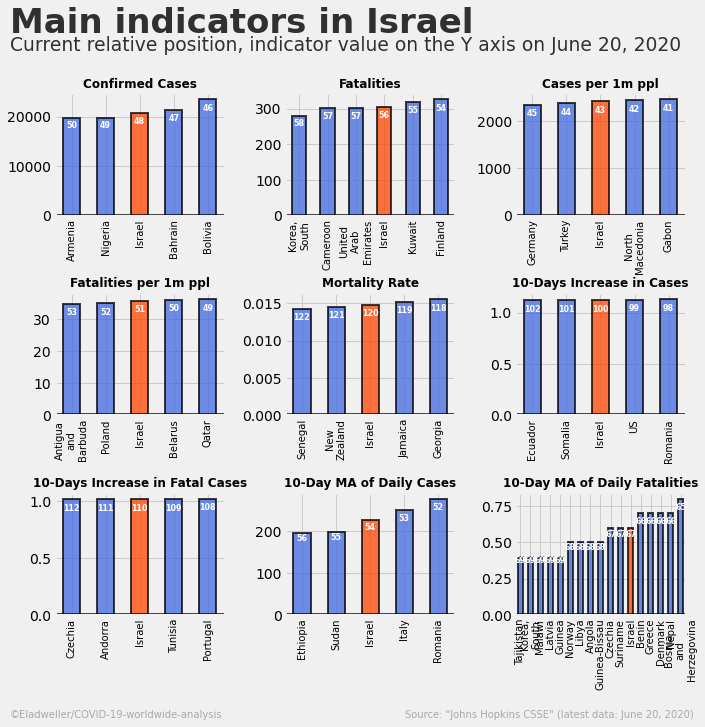 Main indicators in Israel
Current relative position, indicator value on the Y axis on June 20, 2020
Confirmed Cases
20000
10000
0
50
49
48
47
46
Armenia
Nigeria
Israel
Bahrain
Bolivia
Fatalities
300
200
100
0
58
57
57
56
55
54
Korea,
South
Cameroon
United
Arab
Emirates
Israel
Kuwait
Finland
Cases per 1m ppl
2000
1000
0
45
44
43
42
41
Germany
Turkey
Israel
North
Macedonia
Gabon
Fatalities per 1m ppl
30
20
10
0
53
52
51
50
49
Antigua
and
Barbuda
Poland
Israel
Belarus
Qatar
Mortality Rate
0.015
0.010
0.005
0.000
122
121
120
119
118
Senegal
New
Zealand
Israel
Jamaica
Georgia
10-Days Increase in Cases
1.0
0.5
0.0
102
101
100
99
98
Ecuador
Somalia
Israel
US
Romania
10-Days Increase in Fatal Cases
1.0
0.5
0.0
112
111
110
109
108
Czechia
Andorra
Israel
Tunisia
Portugal
10-Day MA of Daily Cases
200
100
0
56
55
54
53
52
Ethiopia
Sudan
Israel
Italy
Romania
10-Day MA of Daily Fatalities
0.75
0.50
0.25
0.00
67
67
67
66
66
66
66
Tajikistan
Korea,
South
Malawi
Latvia
Guinea
Norway
Libya
Angola
Guinea-Bissau
Czechia
Suriname
Israel
Benin
Greece
Denmark
Nepal
Bosnia
and
Herzegovina
©Eladweller/COVID-19-worldwide-analysis
Source: "Johns Hopkins CSSE" (latest data: June 20, 2020)